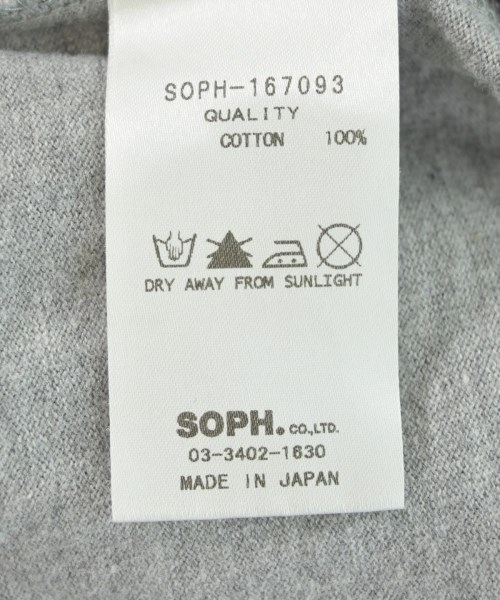 SOPH-167093
QUALITY
COTTON 100%
DRY AWAY FROM SUNLIGHT
SOPH. CO.,LTD.
03-3402-1630
MADE IN JAPAN